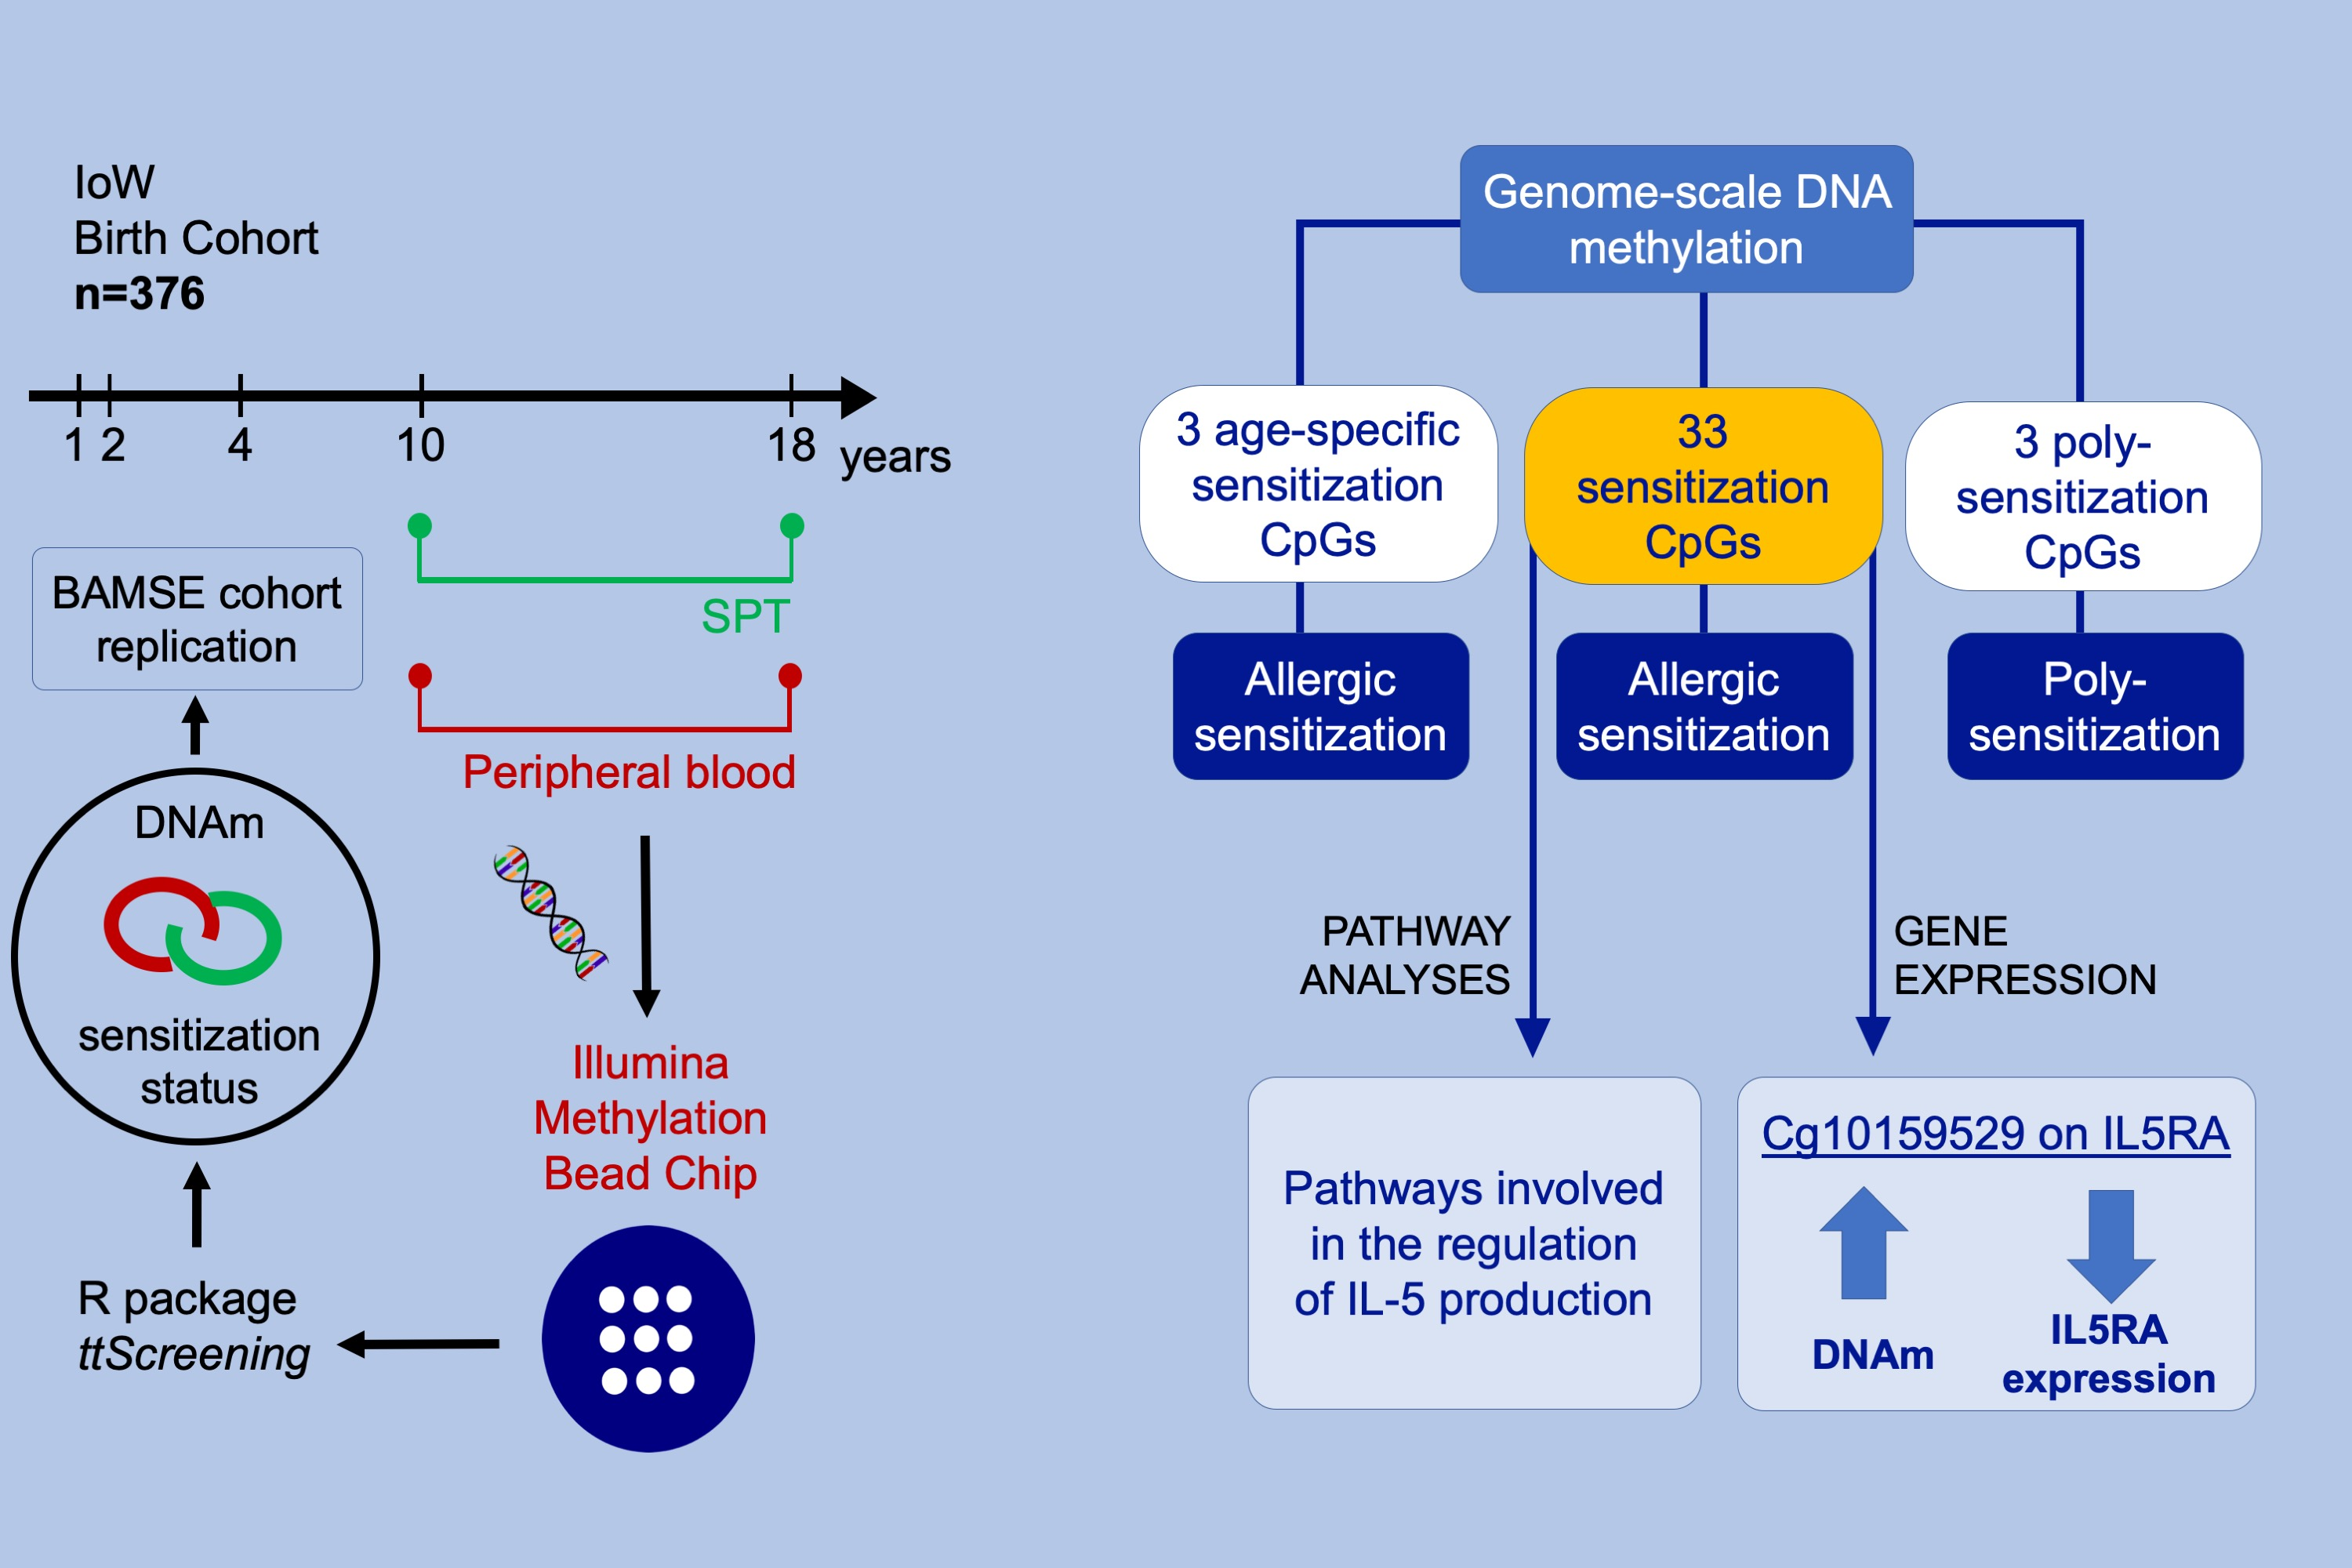 IoW
Birth Cohort
n=376
1 2 4 10 18 years
SPT
Peripheral blood
Illumina
Methylation
Bead Chip
R package
ttScreening
DNAm
sensitization
status
BAMSE cohort
replication
Genome-scale DNA
methylation
3 age-specific
sensitization
CpGs
33
sensitization
CpGs
3 poly-
sensitization
CpGs
Allergic
sensitization
Allergic
sensitization
Poly-
sensitization
PATHWAY
ANALYSES
GENE
EXPRESSION
Pathways involved
in the regulation
of IL-5 production
Cg10159529 on IL5RA
DNAm
IL5RA
expression